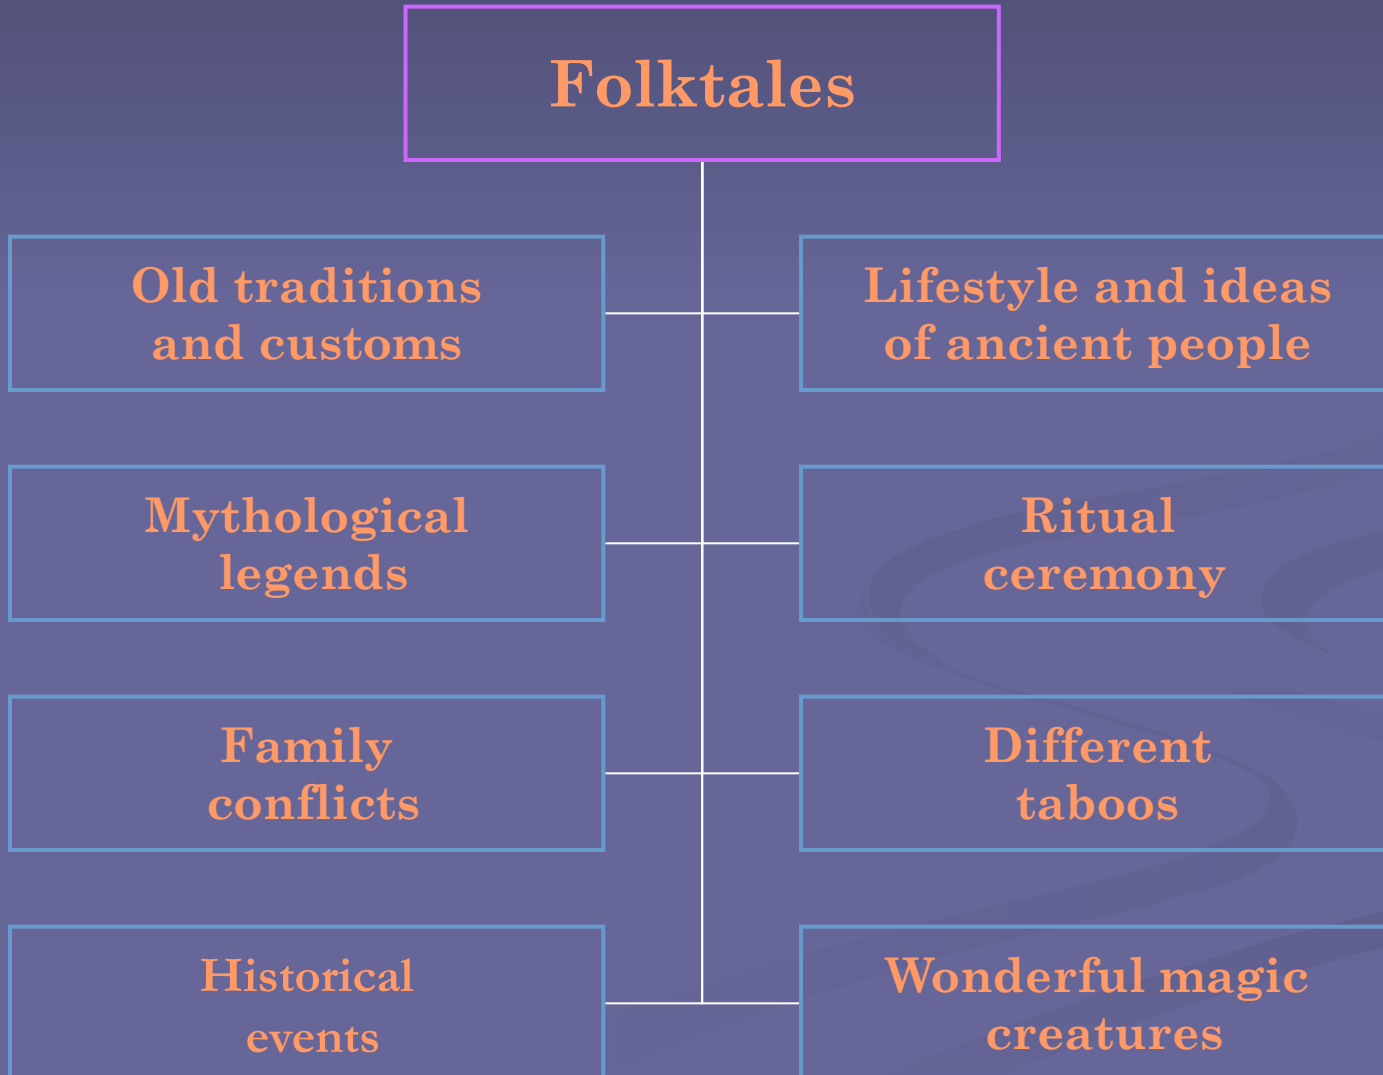 Folktales
Old traditions
and customs
Lifestyle and ideas
of ancient people
Mythological
legends
Ritual
ceremony
Family
conflicts
Different
taboos
Historical
events
Wonderful magic
creatures